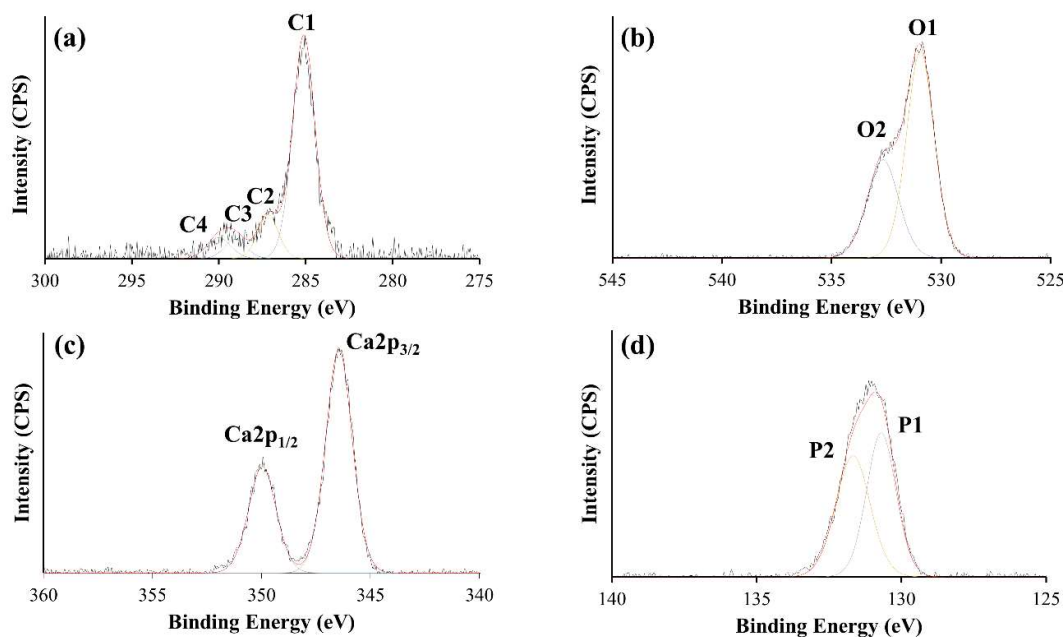 (a)
C1
C2
C3
C4
Intensity (CPS)
300 295 290 285 280 275
Binding Energy (eV)
(b)
O1
O2
Intensity (CPS)
545 540 535 530 525
Binding Energy (eV)
(c)
Ca2p3/2
Ca2p1/2
Intensity (CPS)
360 355 350 345 340
Binding Energy (eV)
(d)
P1
P2
Intensity (CPS)
140 135 130 125
Binding Energy (eV)